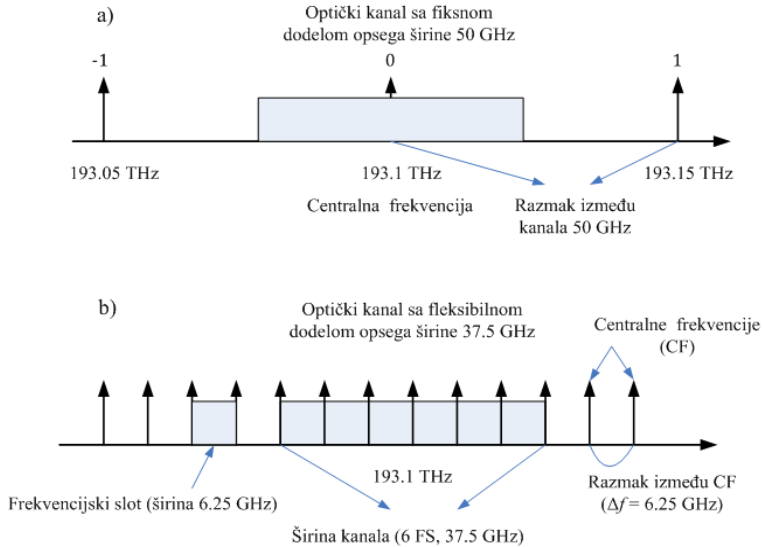 a)
Optički kanal sa fiksnom
dodelom opsega širine 50 GHz
-1
0
1
193.05 THz
193.1 THz
193.15 THz
Centralna frekvencija
Razmak između
kanala 50 GHz
b)
Optički kanal sa fleksibilnom
dodelom opsega širine 37.5 GHz
Centralne frekvencije
(CF)
193.1 THz
Frekvencijski slot (širina 6.25 GHz)
Razmak između CF
(Δf = 6.25 GHz)
Širina kanala (6 FS, 37.5 GHz)